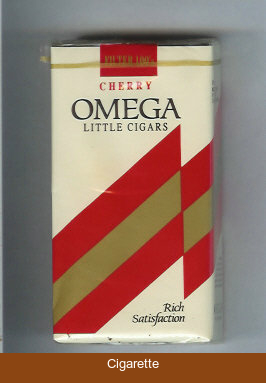 FILTER 100's
CHERRY
OMEGA
LITTLE CIGARS
Rich
Satisfaction
Cigarette